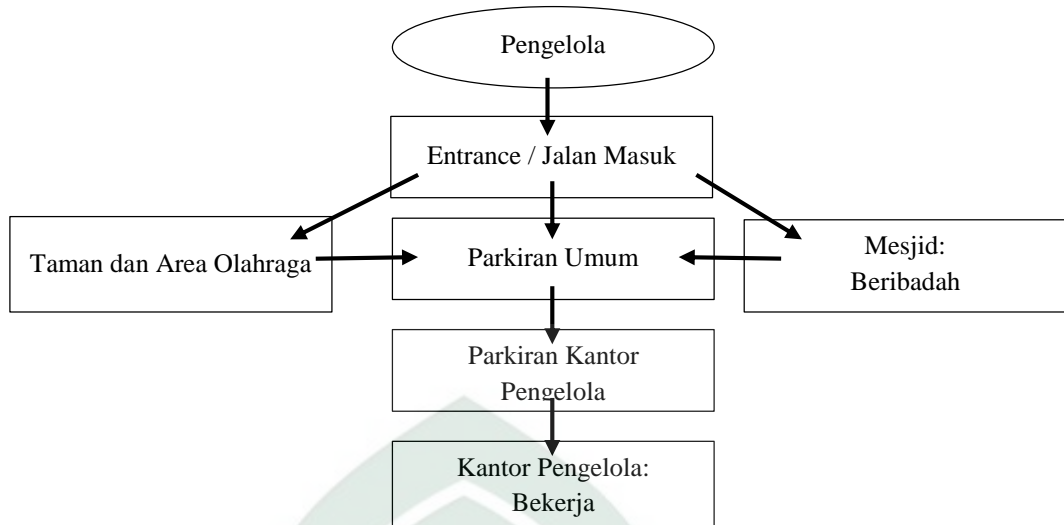 Pengelola
Entrance / Jalan Masuk
Taman dan Area Olahraga
Parkiran Umum
Mesjid:
Beribadah
Parkiran Kantor
Pengelola
Kantor Pengelola:
Bekerja